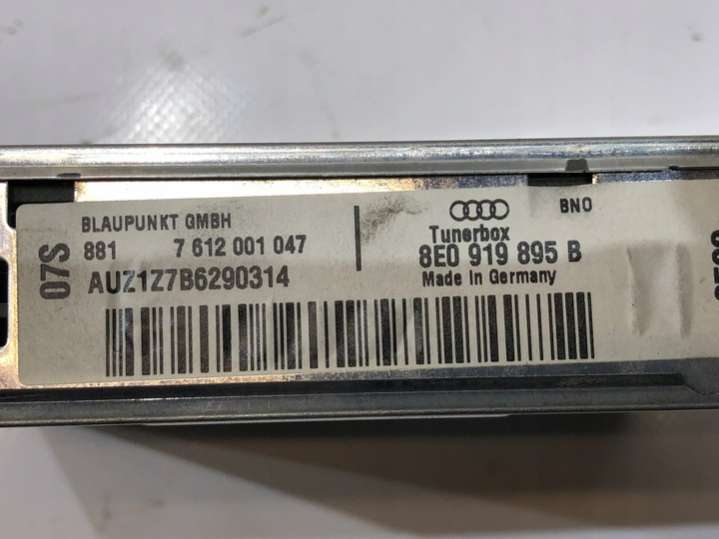 07S
BLAUPUNKT GMBH
881 7 612 001 047
AUZ1Z7B6290314
BNO
Tunerbox
8E0 919 895 B
Made in Germany